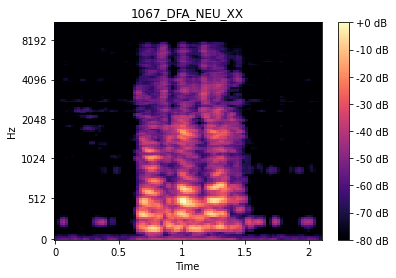 1067_DFA_NEU_XX
Hz
8192
4096
2048
1024
512
0
0
0.5
1.0
1.5
2
Time
+0 dB
-10 dB
-20 dB
-30 dB
-40 dB
-50 dB
-60 dB
-70 dB
-80 dB